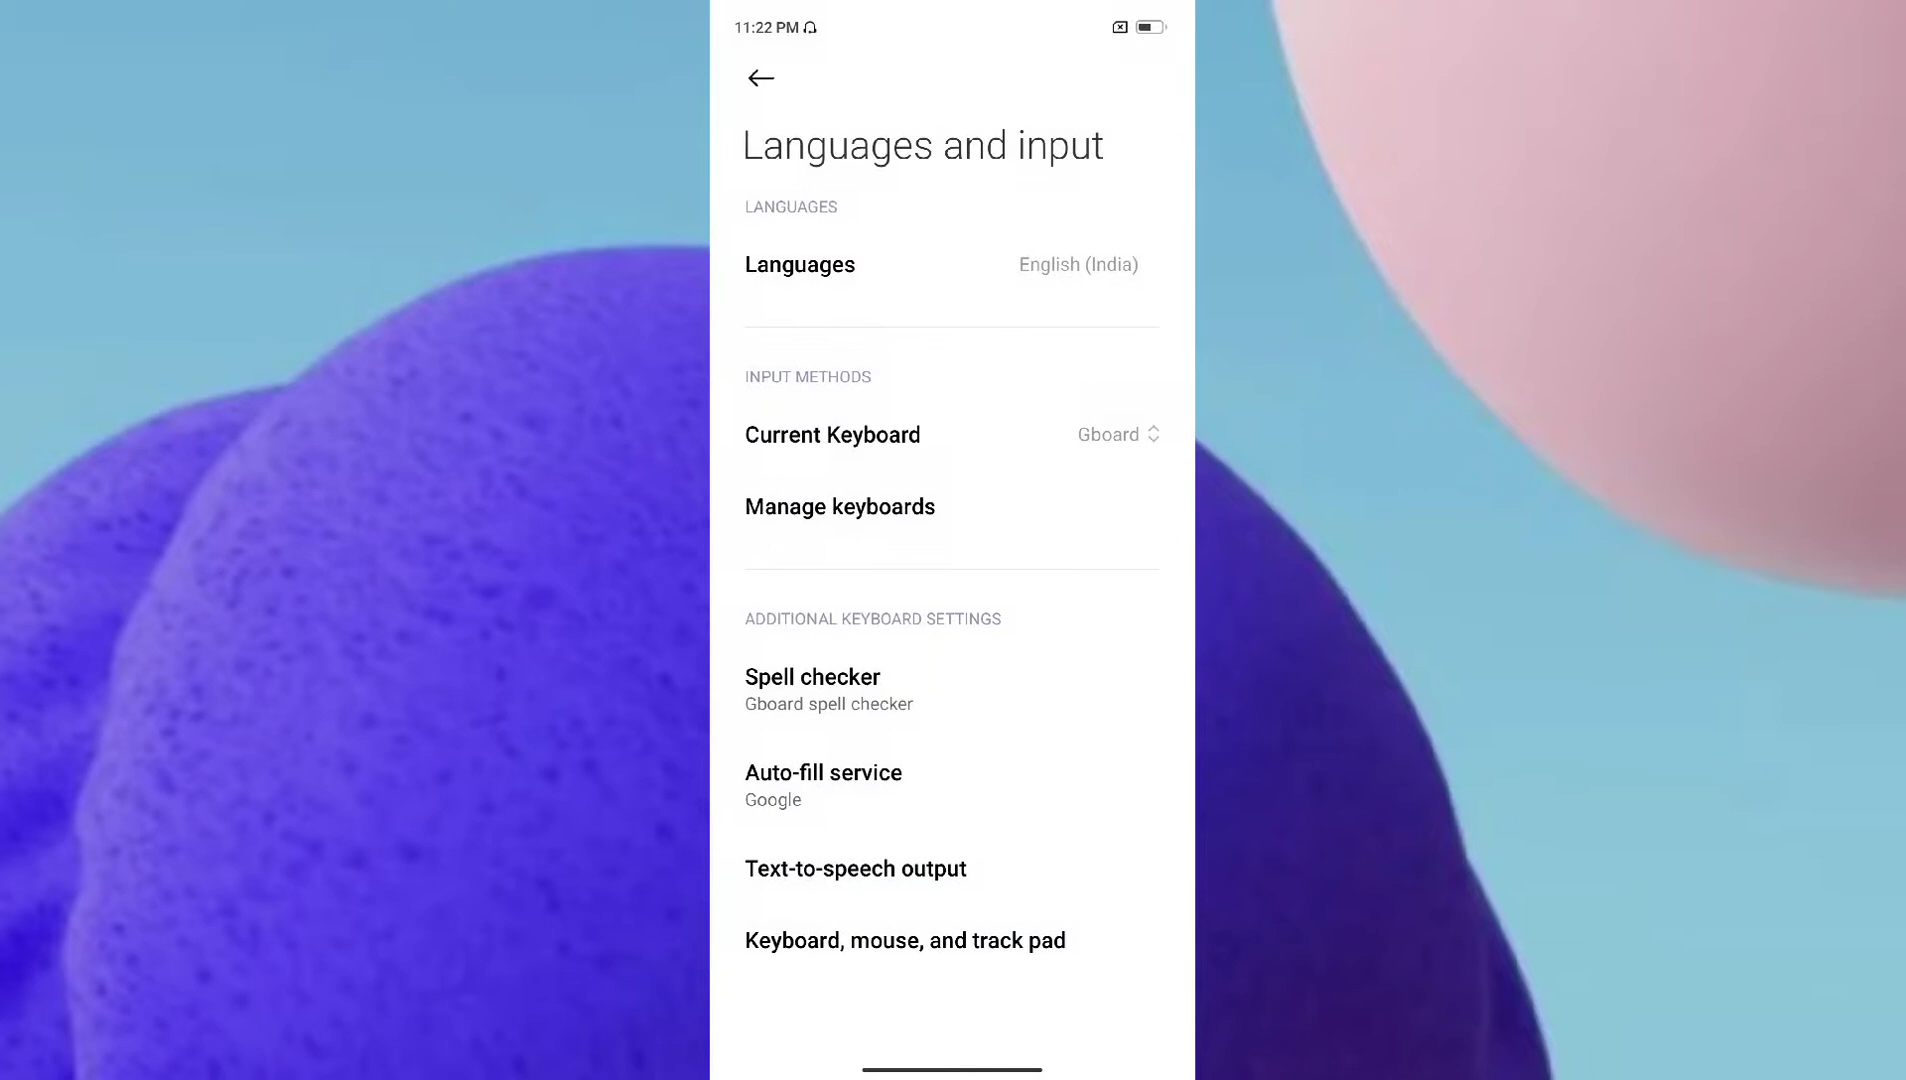 11:22 PM
Languages and input
LANGUAGES
Languages English (India)
INPUT METHODS
Current Keyboard Gboard
Manage keyboards
ADDITIONAL KEYBOARD SETTINGS
Spell checker
Gboard spell checker
Auto-fill service
Google
Text-to-speech output
Keyboard, mouse, and track pad